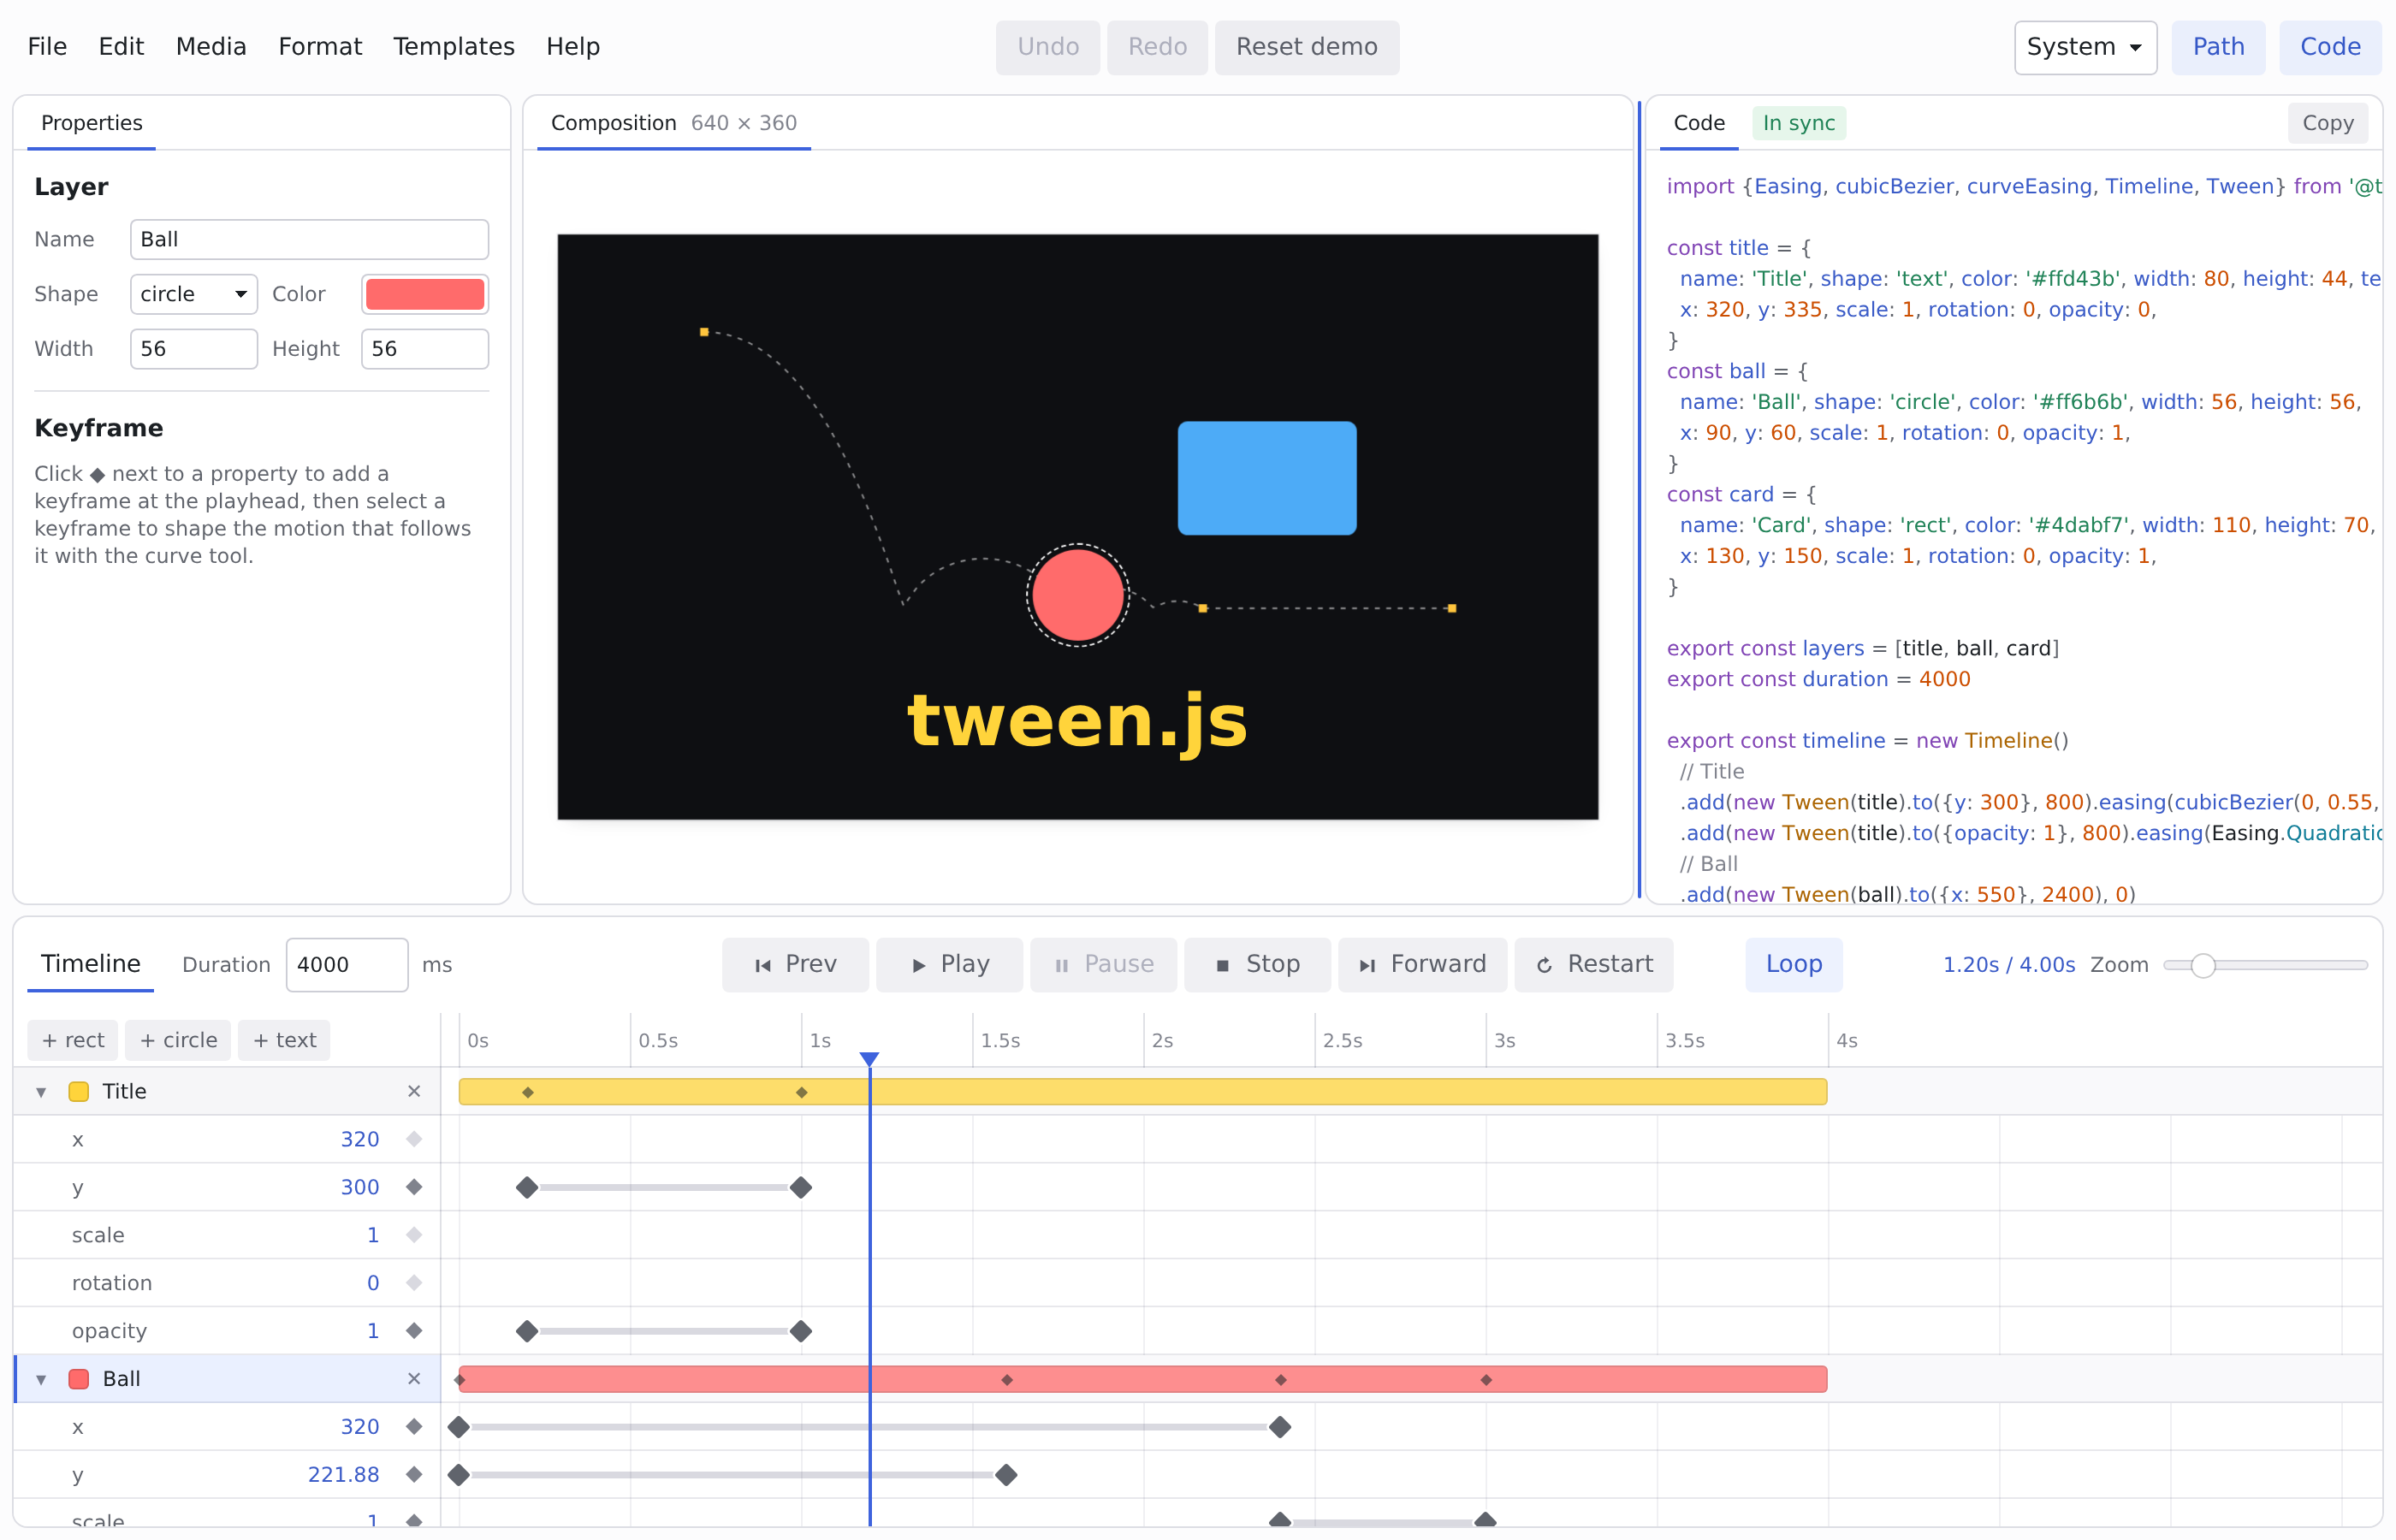 File Edit Media Format Templates Help Undo Redo Reset demo System Path Code
Properties
Layer
Name Ball
Shape circle Color
Width 56 Height 56
Keyframe
Click ◆ next to a property to add a
keyframe at the playhead, then select a
keyframe to shape the motion that follows
it with the curve tool.
Composition 640 × 360
tween.js
Code In sync Copy
import {Easing, cubicBezier, curveEasing, Timeline, Tween} from '@t
const title = {
name: 'Title', shape: 'text', color: '#ffd43b', width: 80, height: 44, te
x: 320, y: 335, scale: 1, rotation: 0, opacity: 0,
}
const ball = {
name: 'Ball', shape: 'circle', color: '#ff6b6b', width: 56, height: 56,
x: 90, y: 60, scale: 1, rotation: 0, opacity: 1,
}
const card = {
name: 'Card', shape: 'rect', color: '#4dabf7', width: 110, height: 70,
x: 130, y: 150, scale: 1, rotation: 0, opacity: 1,
}
export const layers = [title, ball, card]
export const duration = 4000
export const timeline = new Timeline()
// Title
.add(new Tween(title).to({y: 300}, 800).easing(cubicBezier(0, 0.55,
.add(new Tween(title).to({opacity: 1}, 800).easing(Easing.Quadratic
// Ball
.add(new Tween(ball).to({x: 550}, 2400), 0)
Timeline Duration 4000 ms Prev Play Pause Stop Forward Restart Loop 1.20s / 4.00s Zoom
+ rect + circle + text 0s 0.5s 1s 1.5s 2s 2.5s 3s 3.5s 4s
Title ✕
x 320
y 300
scale 1
rotation 0
opacity 1
Ball ✕
x 320
y 221.88
scale 1